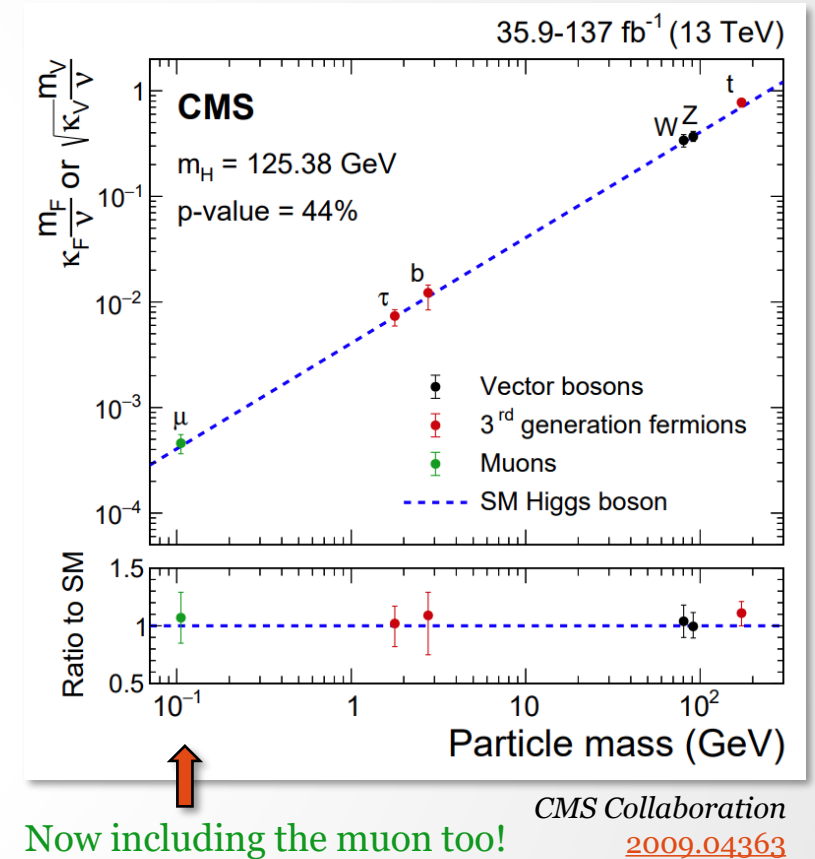 35.9-137 fb⁻¹ (13 TeV)
κ_F m_F/ν or √κ_V m_V/ν
1
10⁻¹
10⁻²
10⁻³
10⁻⁴
CMS
m_H = 125.38 GeV
p-value = 44%
μ
τ
b
W
Z
t
Vector bosons
3rd generation fermions
Muons
SM Higgs boson
Ratio to SM
1.5
1
0.5
10⁻¹
1
10
10²
Particle mass (GeV)
Now including the muon too!
CMS Collaboration
2009.04363